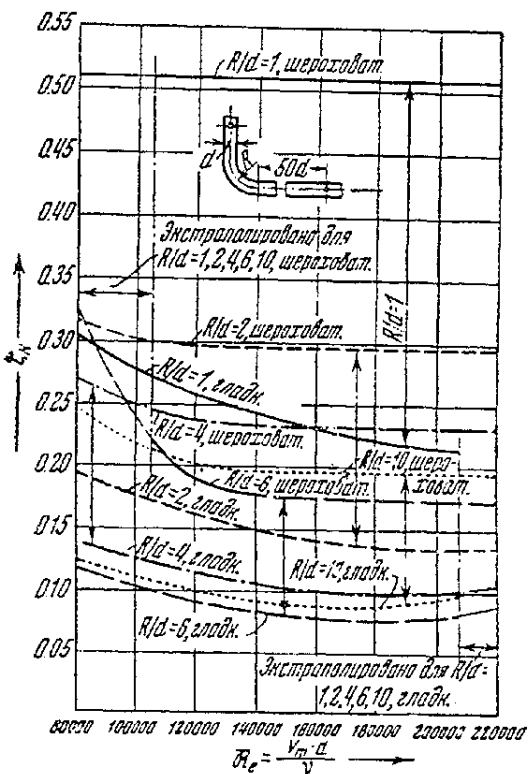 0.55
0.50
0.45
0.40
0.35
0.30
0.25
0.20
0.15
0.10
0.05
R/d=1, шероховат.
d
50d
Экстраполировано для
R/d=1,2,4,6,10, шероховат.
R/d=1
R/d=2, шероховат.
R/d=1, гладк.
R/d=4, шероховат.
R/d=10, шеро-
ховат.
R/d=6, шероховат.
R/d=2, гладк.
R/d=4, гладк.
R/d=6, гладк.
Экстраполировано для R/d=
1,2,4,6,10, гладк.
80000 100000 120000 140000 160000 180000 200000 220000